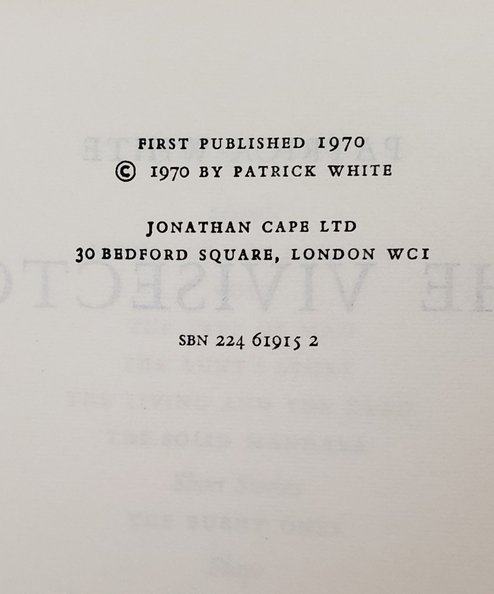 FIRST PUBLISHED 1970
© 1970 BY PATRICK WHITE
JONATHAN CAPE LTD
30 BEDFORD SQUARE, LONDON WC1
SBN 224 61915 2